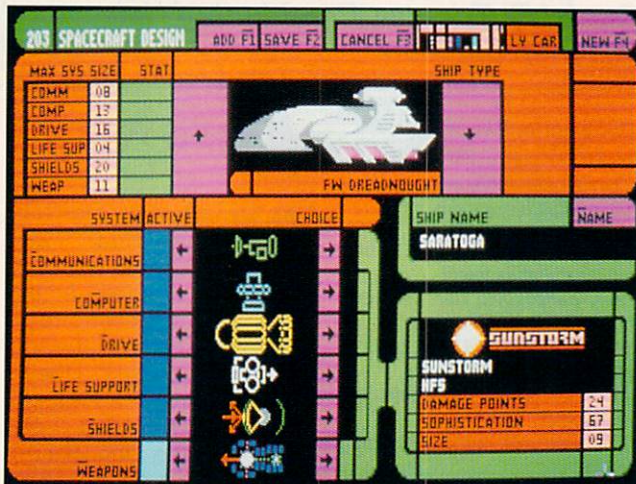 203 SPACECRAFT DESIGN ADD F1 SAVE F2 CANCEL F3 LY CAR NEW F4
MAX SYS SIZE STAT SHIP TYPE
COMM 08
COMP 13
DRIVE 16
LIFE SUP 04
SHIELDS 20
WEAP 11
FW DREADNOUGHT
SYSTEM ACTIVE CHOICE
SHIP NAME NAME
SARATOGA
COMMUNICATIONS
COMPUTER
DRIVE
LIFE SUPPORT
SHIELDS
WEAPONS
SUNSTORM
SUNSTORM
HF5
DAMAGE POINTS 24
SOPHISTICATION 67
SIZE 09